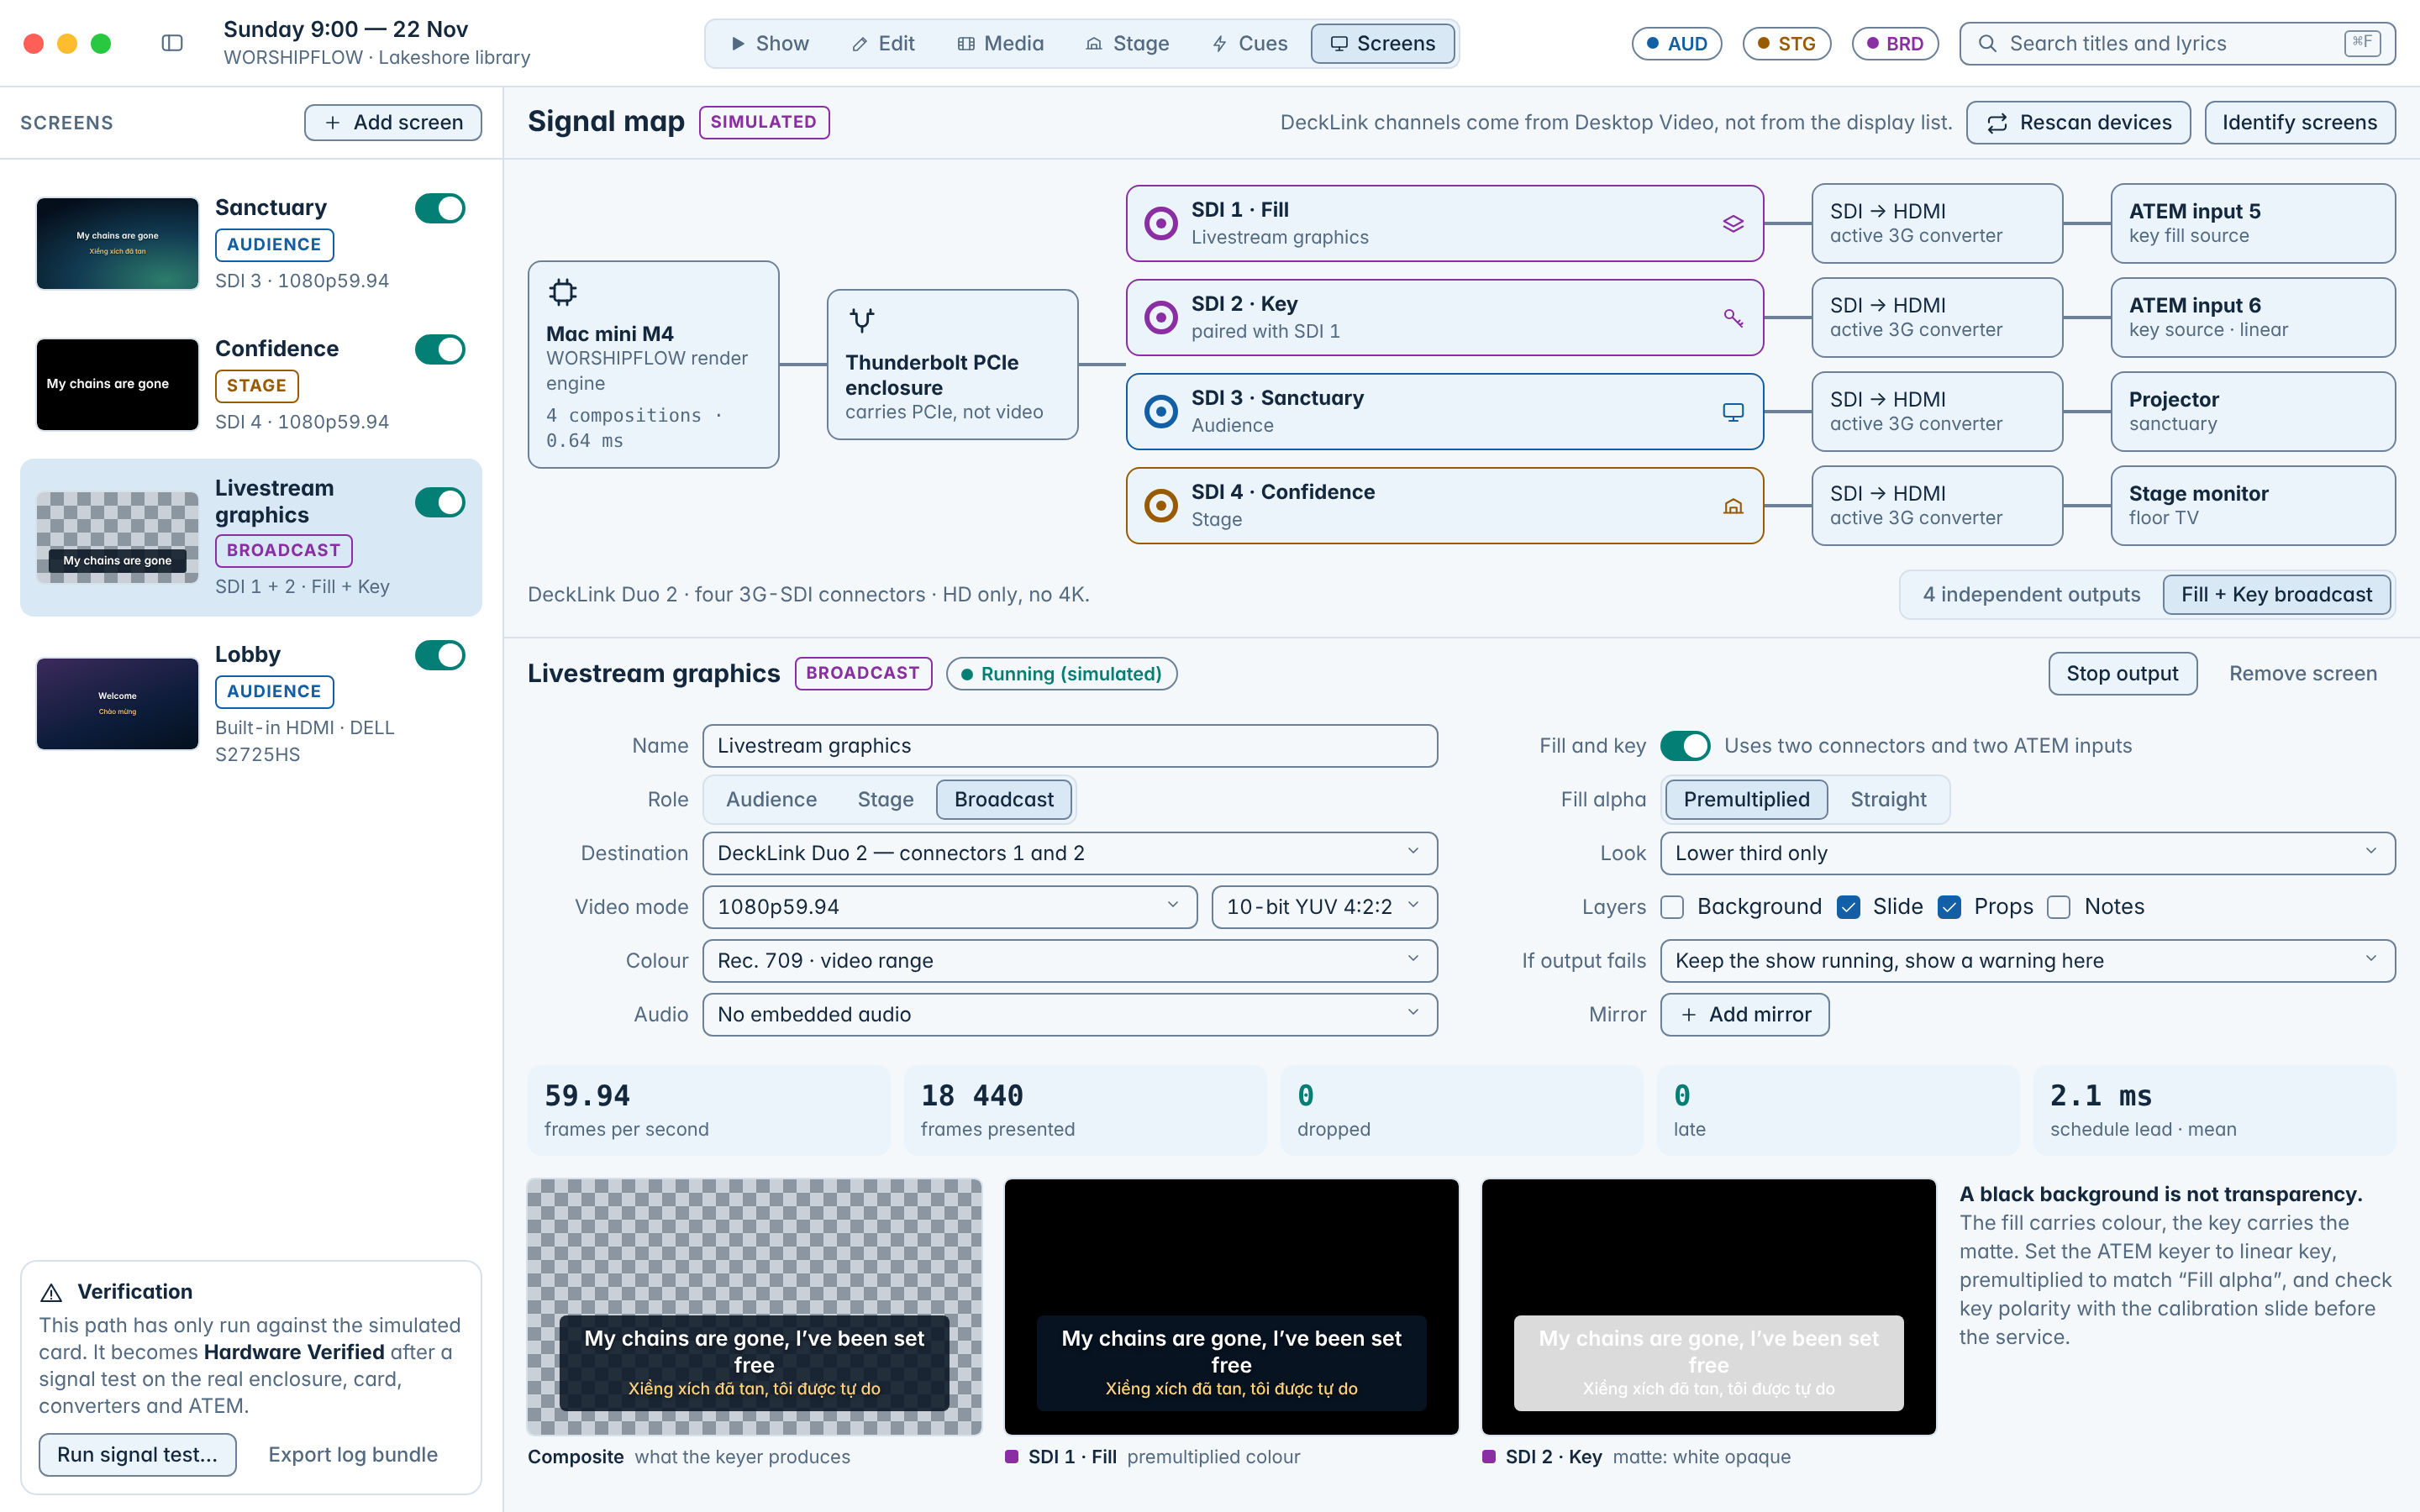 Sunday 9:00 — 22 Nov
WORSHIPFLOW · Lakeshore library
Show
Edit
Media
Stage
Cues
Screens
AUD
STG
BRD
Search titles and lyrics
⌘F
SCREENS
Add screen
My chains are gone
Xiềng xích đã tan
Sanctuary
AUDIENCE
SDI 3 · 1080p59.94
My chains are gone
Confidence
STAGE
SDI 4 · 1080p59.94
My chains are gone
Livestream
graphics
BROADCAST
SDI 1 + 2 · Fill + Key
Welcome
Chào mừng
Lobby
AUDIENCE
Built-in HDMI · DELL
S2725HS
Verification
This path has only run against the simulated
card. It becomes Hardware Verified after a
signal test on the real enclosure, card,
converters and ATEM.
Run signal test…
Export log bundle
Signal map
SIMULATED
DeckLink channels come from Desktop Video, not from the display list.
Rescan devices
Identify screens
Mac mini M4
WORSHIPFLOW render
engine
4 compositions ·
0.64 ms
Thunderbolt PCIe
enclosure
carries PCIe, not video
SDI 1 · Fill
Livestream graphics
SDI → HDMI
active 3G converter
ATEM input 5
key fill source
SDI 2 · Key
paired with SDI 1
SDI → HDMI
active 3G converter
ATEM input 6
key source · linear
SDI 3 · Sanctuary
Audience
SDI → HDMI
active 3G converter
Projector
sanctuary
SDI 4 · Confidence
Stage
SDI → HDMI
active 3G converter
Stage monitor
floor TV
DeckLink Duo 2 · four 3G-SDI connectors · HD only, no 4K.
4 independent outputs
Fill + Key broadcast
Livestream graphics
BROADCAST
Running (simulated)
Stop output
Remove screen
Name
Livestream graphics
Role
Audience
Stage
Broadcast
Destination
DeckLink Duo 2 — connectors 1 and 2
Video mode
1080p59.94
10-bit YUV 4:2:2
Colour
Rec. 709 · video range
Audio
No embedded audio
Fill and key
Uses two connectors and two ATEM inputs
Fill alpha
Premultiplied
Straight
Look
Lower third only
Layers
Background
Slide
Props
Notes
If output fails
Keep the show running, show a warning here
Mirror
Add mirror
59.94
frames per second
18 440
frames presented
0
dropped
0
late
2.1 ms
schedule lead · mean
My chains are gone, I’ve been set
free
Xiềng xích đã tan, tôi được tự do
Composite what the keyer produces
My chains are gone, I’ve been set
free
Xiềng xích đã tan, tôi được tự do
SDI 1 · Fill premultiplied colour
My chains are gone, I’ve been set
free
Xiềng xích đã tan, tôi được tự do
SDI 2 · Key matte: white opaque
A black background is not transparency.
The fill carries colour, the key carries the
matte. Set the ATEM keyer to linear key,
premultiplied to match “Fill alpha”, and check
key polarity with the calibration slide before
the service.